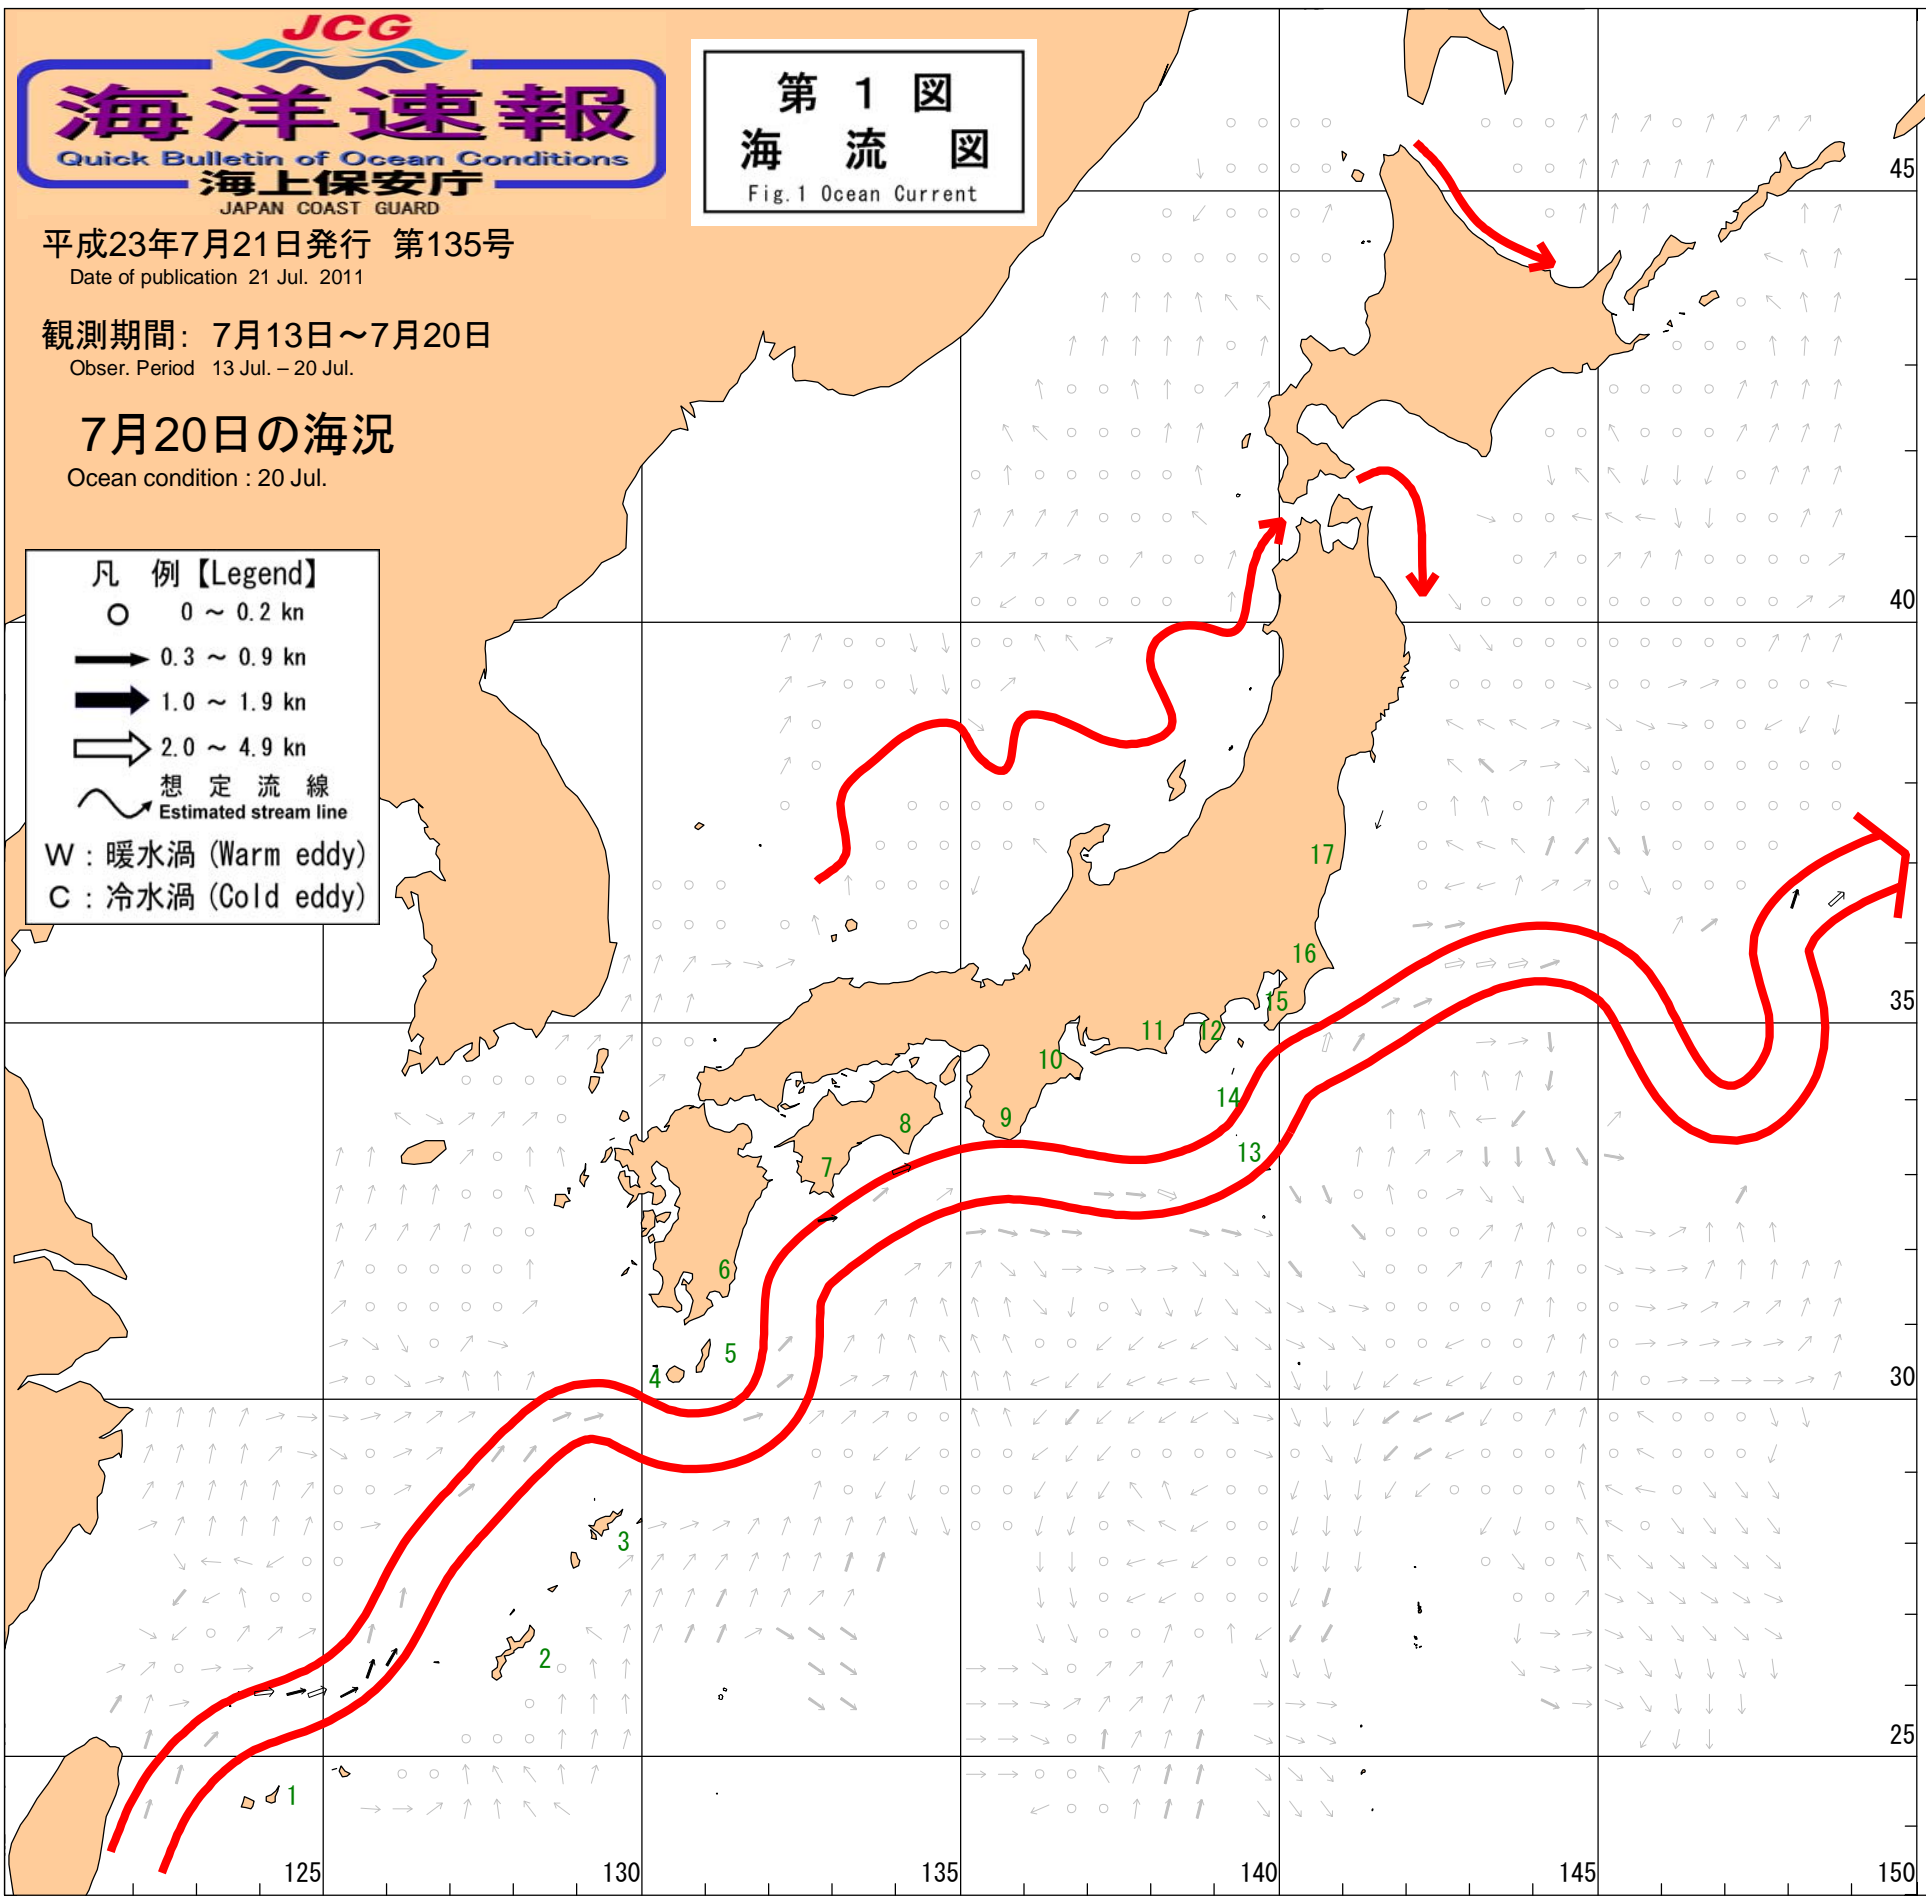 JCG
海洋速報
Quick Bulletin of Ocean Conditions
海上保安庁
JAPAN COAST GUARD
第 1 図
海 流 図
Fig.1 Ocean Current
平成23年7月21日発行 第135号
Date of publication 21 Jul. 2011
観測期間: 7月13日～7月20日
Obser. Period 13 Jul. – 20 Jul.
7月20日の海況
Ocean condition : 20 Jul.
凡 例【Legend】
0 ～ 0.2 kn
0.3 ～ 0.9 kn
1.0 ～ 1.9 kn
2.0 ～ 4.9 kn
想 定 流 線
Estimated stream line
W : 暖水渦 (Warm eddy)
C : 冷水渦 (Cold eddy)
45
40
17
16
35
15
12
11
10
14
9
8
13
7
6
5
4
30
3
2
25
1
125
130
135
140
145
150